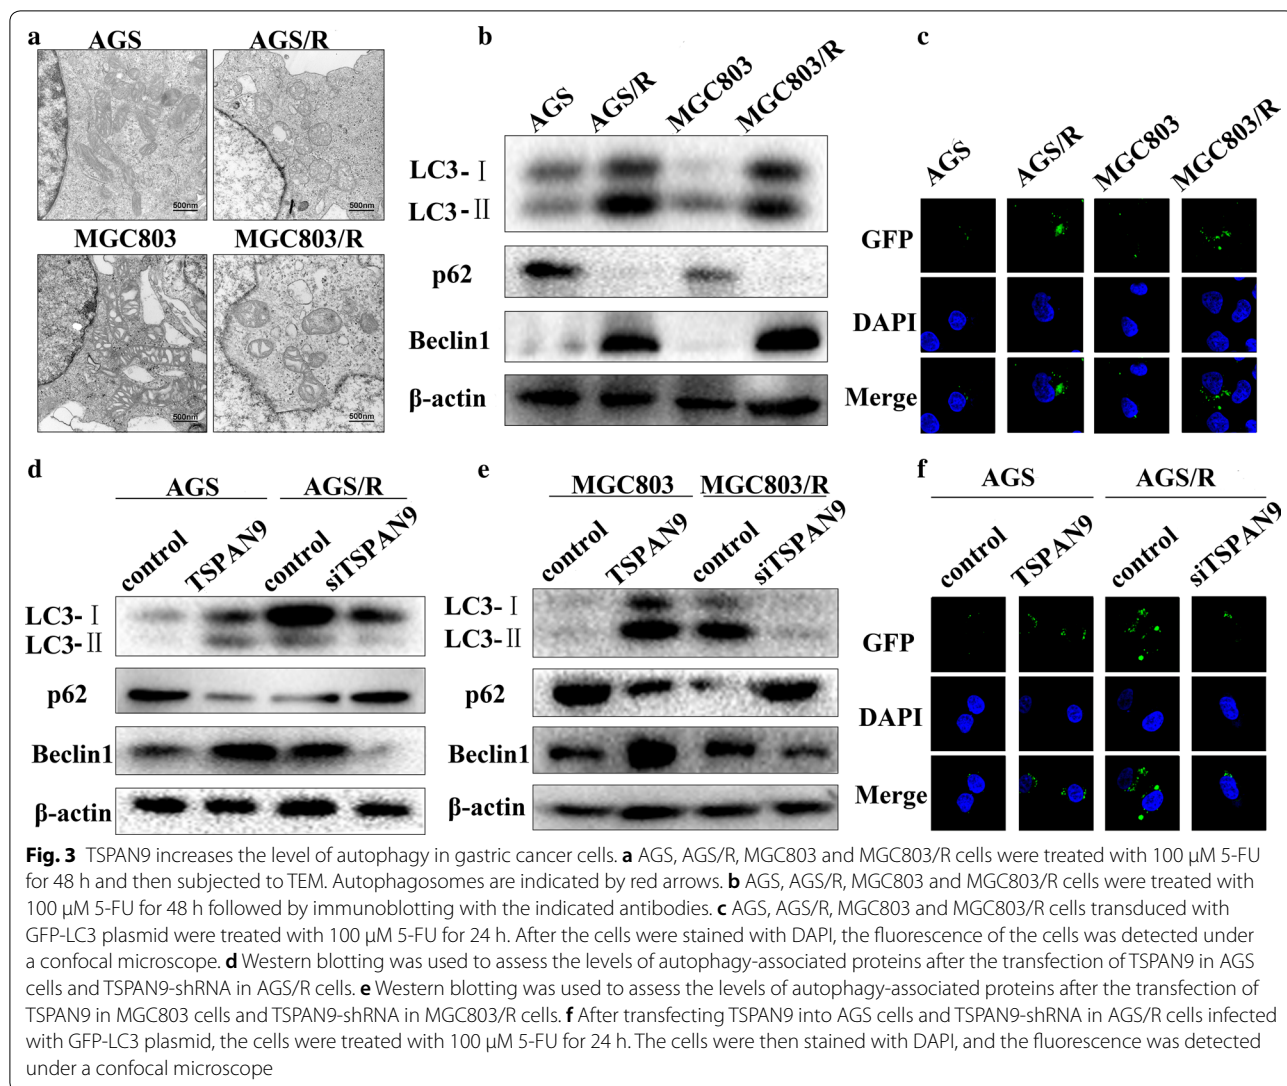 a
AGS
AGS/R
500nm
500nm
MGC803
MGC803/R
500nm
500nm
b
AGS
AGS/R
MGC803
MGC803/R
LC3-Ⅰ
LC3-Ⅱ
p62
Beclin1
β-actin
c
AGS
AGS/R
MGC803
MGC803/R
GFP
DAPI
Merge
d
AGS
AGS/R
control
TSPAN9
control
siTSPAN9
LC3-Ⅰ
LC3-Ⅱ
p62
Beclin1
β-actin
e
MGC803
MGC803/R
control
TSPAN9
control
siTSPAN9
LC3-Ⅰ
LC3-Ⅱ
p62
Beclin1
β-actin
f
AGS
AGS/R
control
TSPAN9
control
siTSPAN9
GFP
DAPI
Merge
Fig. 3 TSPAN9 increases the level of autophagy in gastric cancer cells. a AGS, AGS/R, MGC803 and MGC803/R cells were treated with 100 μM 5-FU
for 48 h and then subjected to TEM. Autophagosomes are indicated by red arrows. b AGS, AGS/R, MGC803 and MGC803/R cells were treated with
100 μM 5-FU for 48 h followed by immunoblotting with the indicated antibodies. c AGS, AGS/R, MGC803 and MGC803/R cells transduced with
GFP-LC3 plasmid were treated with 100 μM 5-FU for 24 h. After the cells were stained with DAPI, the fluorescence of the cells was detected under
a confocal microscope. d Western blotting was used to assess the levels of autophagy-associated proteins after the transfection of TSPAN9 in AGS
cells and TSPAN9-shRNA in AGS/R cells. e Western blotting was used to assess the levels of autophagy-associated proteins after the transfection of
TSPAN9 in MGC803 cells and TSPAN9-shRNA in MGC803/R cells. f After transfecting TSPAN9 into AGS cells and TSPAN9-shRNA in AGS/R cells infected
with GFP-LC3 plasmid, the cells were treated with 100 μM 5-FU for 24 h. The cells were then stained with DAPI, and the fluorescence was detected
under a confocal microscope